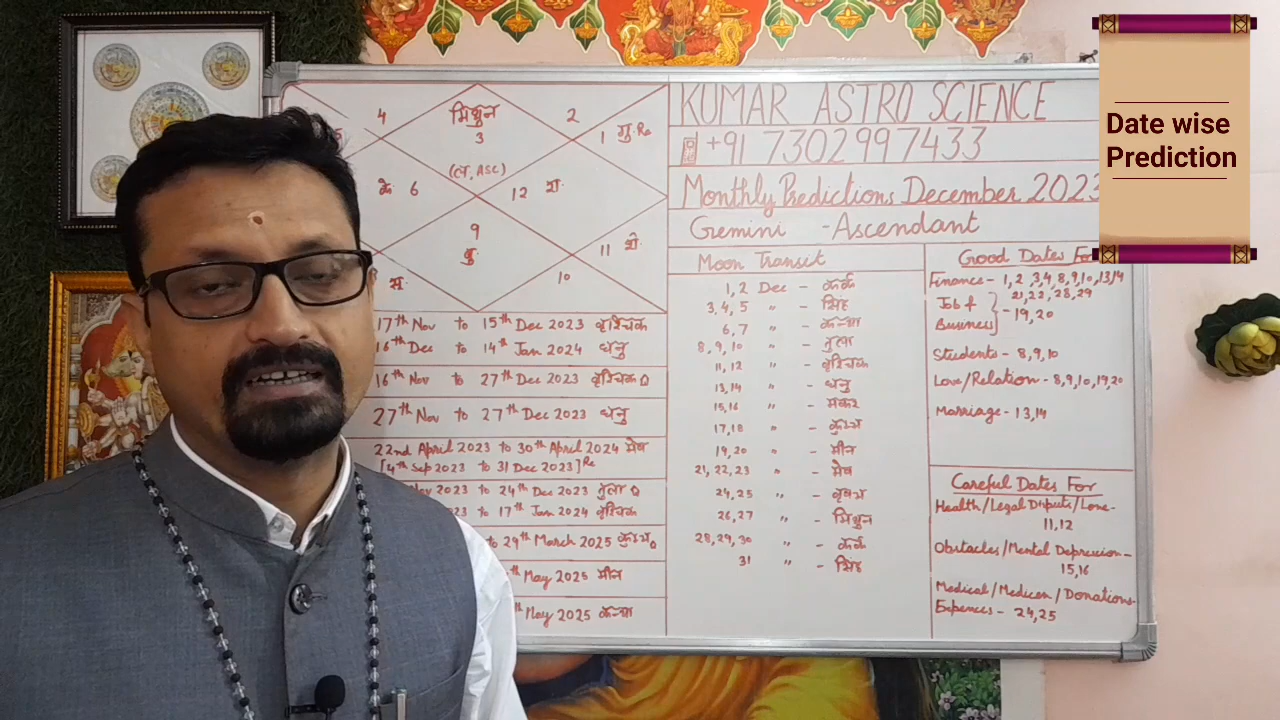 4
मिथुन
3
2
1 गु. Re
(ल, ASC)
के. 6
12 रा.
9
बु.
11 श.
10
17th Nov to 15th Dec 2023 वृश्चिक
16th Dec to 14th Jan 2024 धनु
16th Nov to 27th Dec 2023 वृश्चिक
27th Nov to 27th Dec 2023 धनु
22nd April 2023 to 30th April 2024 मेष
[4th Sep 2023 to 31 Dec 2023] Re
2023 to 24th Dec 2023 तुला
to 17th Jan 2024 वृश्चिक
to 29th March 2025 कुम्भ
May 2025 मीन
May 2025 कन्या
KUMAR ASTRO SCIENCE
+91 7302997433
Monthly Predictions December 2023
Gemini - Ascendant
Moon Transit
1, 2 Dec - कर्क
3, 4, 5 " - सिंह
6, 7 " - कन्या
8, 9, 10 " - तुला
11, 12 " - वृश्चिक
13, 14 " - धनु
15, 16 " - मकर
17, 18 " - कुम्भ
19, 20 " - मीन
21, 22, 23 " - मेष
24, 25 " - वृषभ
26, 27 " - मिथुन
28, 29, 30 " - कर्क
31 " - सिंह
Good Dates For
Finance - 1, 2, 3, 4, 8, 9, 10, 13, 14
21, 22, 28, 29
Job &
Business} - 19, 20
Students - 8, 9, 10
Love/Relation - 8, 9, 10, 19, 20
Marriage - 13, 14
Careful Dates For
Health/Legal Disputs/Lone-
11, 12
Obstacles/Mental Depression -
15, 16
Medical/Medicen/Donations-
Expences - 24, 25
Date wise
Prediction